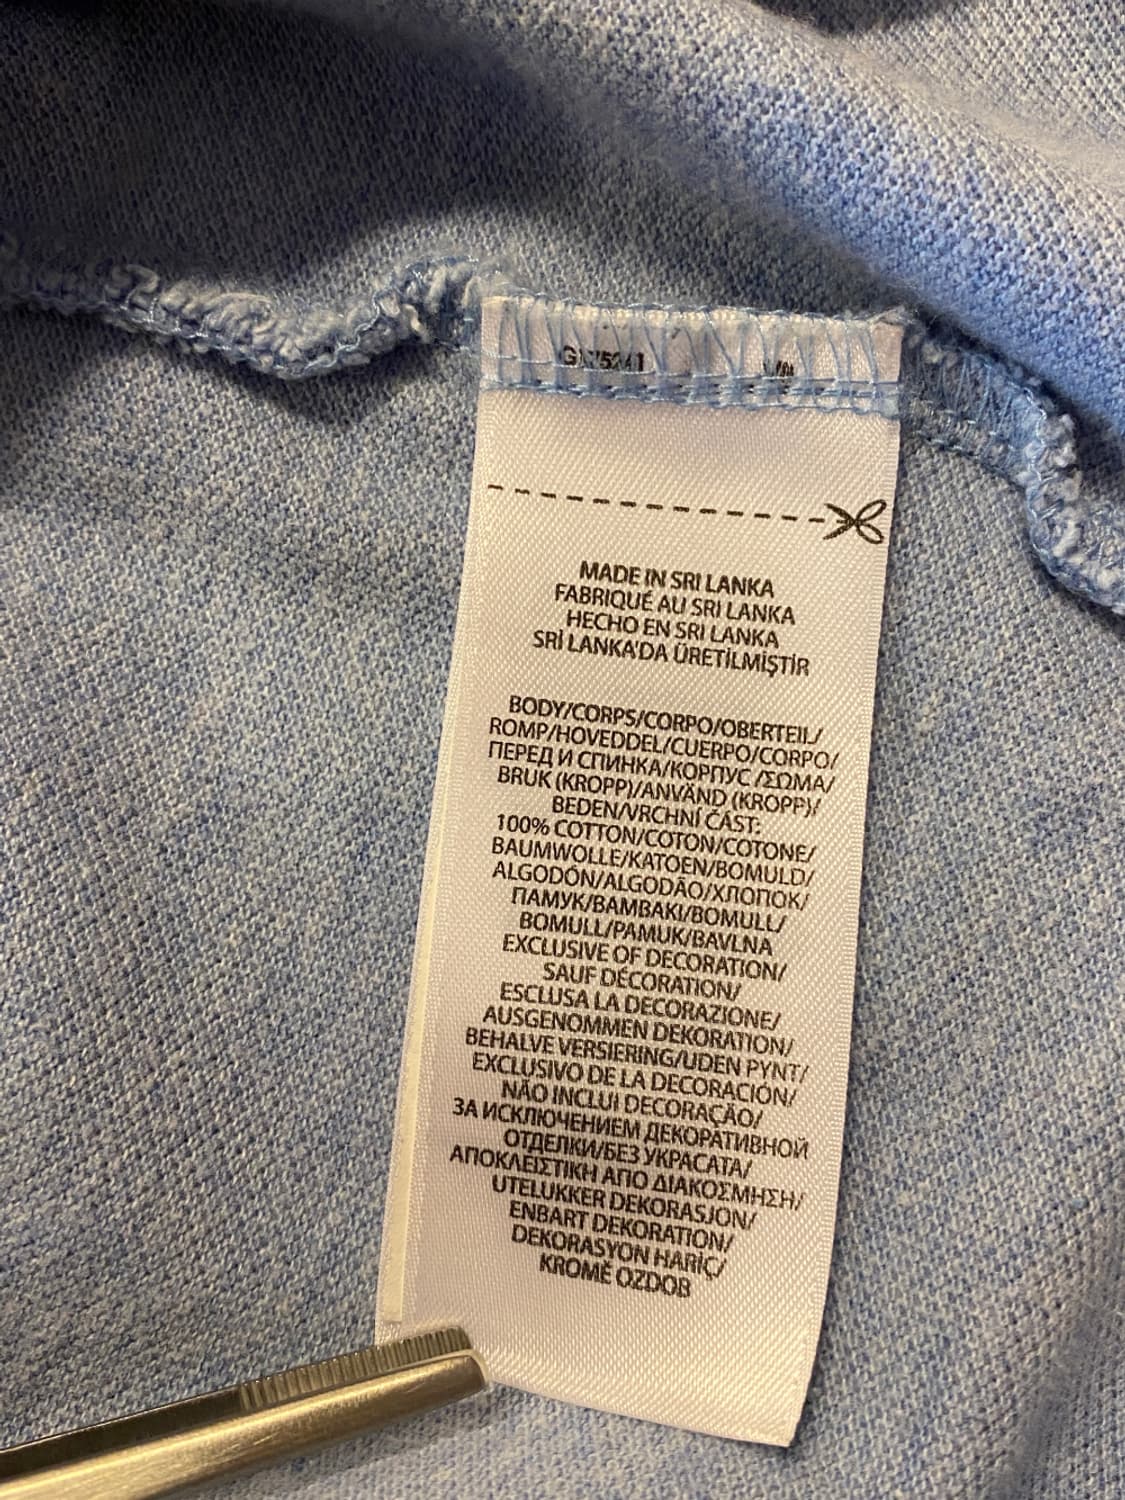 MADE IN SRI LANKA
FABRIQUÉ AU SRI LANKA
HECHO EN SRI LANKA
SRİ LANKA'DA ÜRETİLMİŞTİR
BODY/CORPS/CORPO/OBERTEIL/
ROMP/HOVEDDEL/CUERPO/CORPO/
ПЕРЕД И СПИНКА/КОРПУС /ΣΩΜΑ/
BRUK (KROPP)/ANVÄND (KROPP)/
BEDEN/VRCHNÍ ČÁST:
100% COTTON/COTON/COTONE/
BAUMWOLLE/KATOEN/BOMULD/
ALGODÓN/ALGODÃO/ХЛОПОК/
ПАМУК/ΒΑΜΒΑΚΙ/BOMULL/
BOMULL/PAMUK/BAVLNA
EXCLUSIVE OF DECORATION/
SAUF DÉCORATION/
ESCLUSA LA DECORAZIONE/
AUSGENOMMEN DEKORATION/
BEHALVE VERSIERING/UDEN PYNT/
EXCLUSIVO DE LA DECORACIÓN/
NÃO INCLUI DECORAÇÃO/
ЗА ИСКЛЮЧЕНИЕМ ДЕКОРАТИВНОЙ
ОТДЕЛКИ/БЕЗ УКРАСАТА/
ΑΠΟΚΛΕΙΣΤΙΚΗ ΑΠΟ ΔΙΑΚΟΣΜΗΣΗ/
UTELUKKER DEKORASJON/
ENBART DEKORATION/
DEKORASYON HARİÇ/
KROMĚ OZDOB